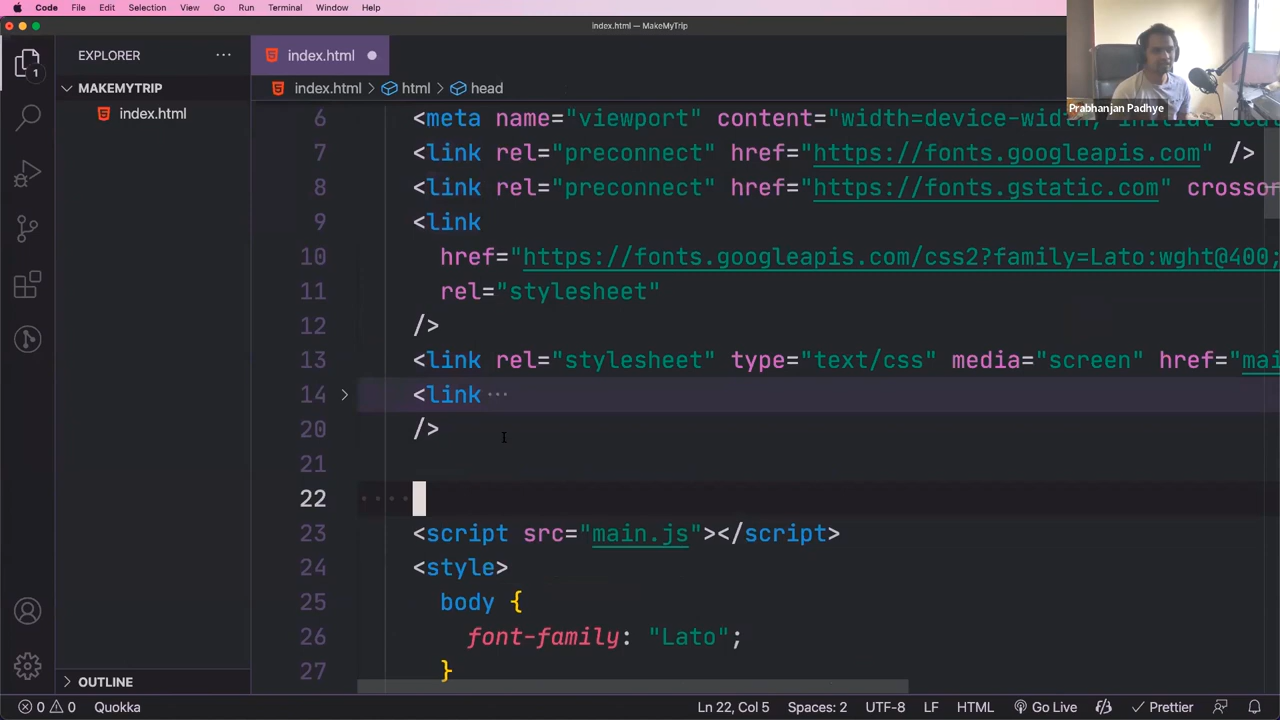 Code File Edit Selection View Go Run Terminal Window Help
index.html — MakeMyTrip
EXPLORER
index.html
MAKEMYTRIP
index.html
index.html > html > head
1
Prabhanjan Padhye
6 <meta name="viewport" content="width=device-width, initial
7 <link rel="preconnect" href="https://fonts.googleapis.com" />
8 <link rel="preconnect" href="https://fonts.gstatic.com" crossor
9 <link
10 href="https://fonts.googleapis.com/css2?family=Lato:wght@400;
11 rel="stylesheet"
12 />
13 <link rel="stylesheet" type="text/css" media="screen" href="mai
14 <link ···
20 />
21
22
23 <script src="main.js"></script>
24 <style>
25 body {
26 font-family: "Lato";
27 }
OUTLINE
0 0 Quokka Ln 22, Col 5 Spaces: 2 UTF-8 LF HTML Go Live Prettier